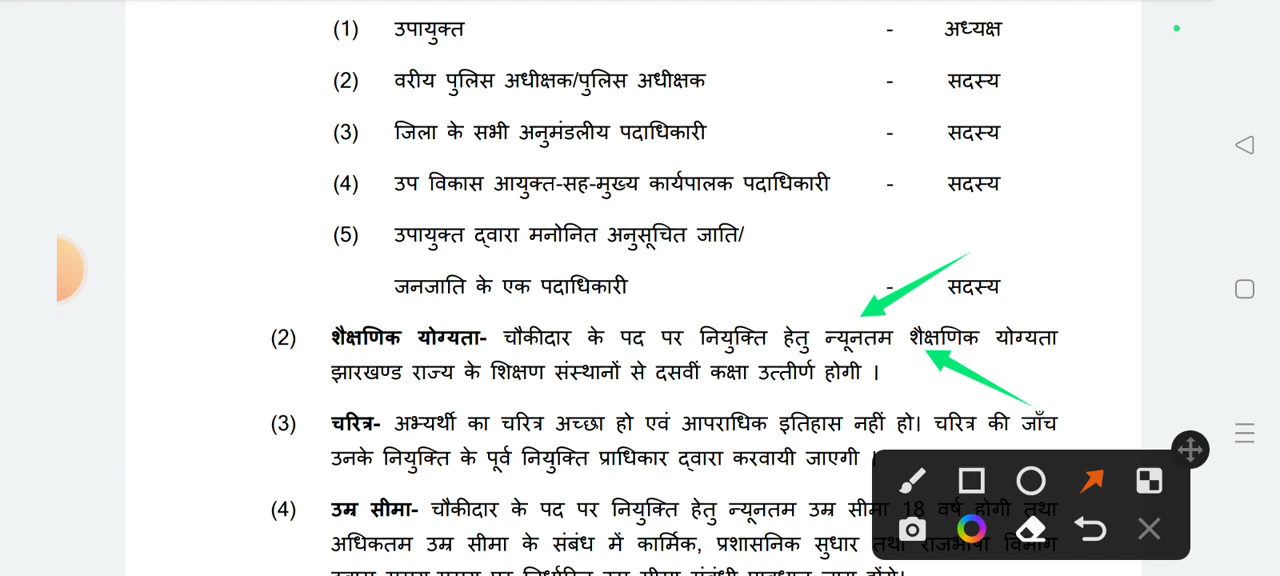 (1) उपायुक्त - अध्यक्ष
(2) वरीय पुलिस अधीक्षक/पुलिस अधीक्षक - सदस्य
(3) जिला के सभी अनुमंडलीय पदाधिकारी - सदस्य
(4) उप विकास आयुक्त-सह-मुख्य कार्यपालक पदाधिकारी - सदस्य
(5) उपायुक्त द्वारा मनोनित अनुसूचित जाति/
जनजाति के एक पदाधिकारी - सदस्य
(2) शैक्षणिक योग्यता- चौकीदार के पद पर नियुक्ति हेतु न्यूनतम शैक्षणिक योग्यता
झारखण्ड राज्य के शिक्षण संस्थानों से दसवीं कक्षा उत्तीर्ण होगी ।
(3) चरित्र- अभ्यर्थी का चरित्र अच्छा हो एवं आपराधिक इतिहास नहीं हो। चरित्र की जाँच
उनके नियुक्ति के पूर्व नियुक्ति प्राधिकार द्वारा करवायी जाएगी ।
(4) उम्र सीमा- चौकीदार के पद पर नियुक्ति हेतु न्यूनतम उम्र सीमा 18 वर्ष होगी तथा
अधिकतम उम्र सीमा के संबंध में कार्मिक, प्रशासनिक सुधार तथा राजभाषा विभाग